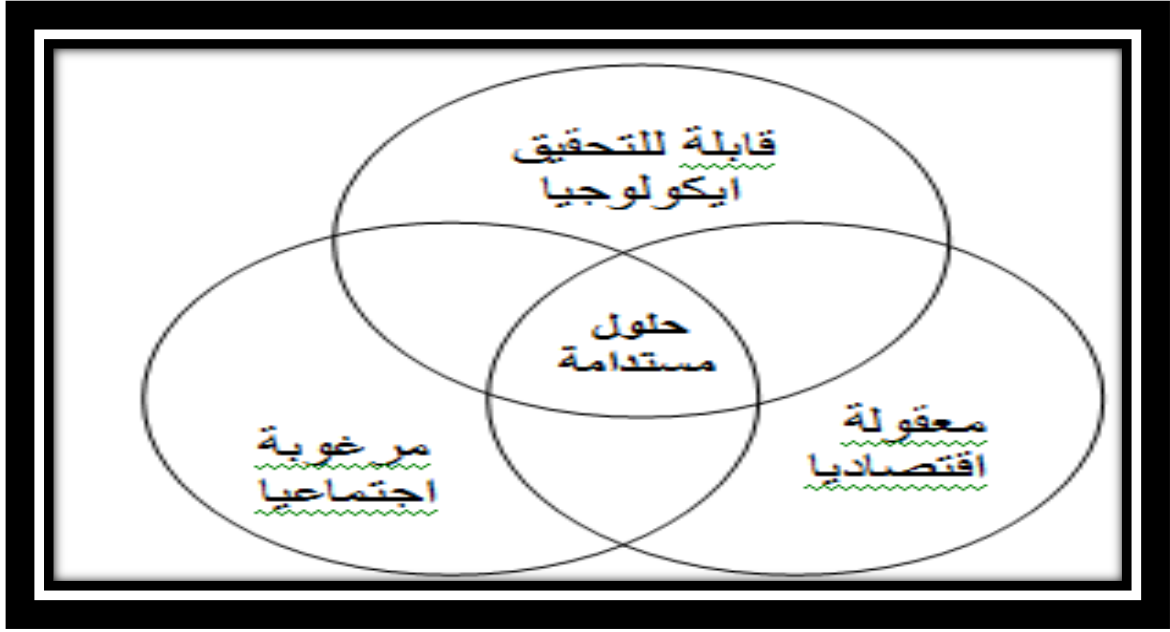 قابلة للتحقيق
ايكولوجيا
حلول
مستدامة
معقولة
اقتصاديا
مرغوبة
اجتماعيا